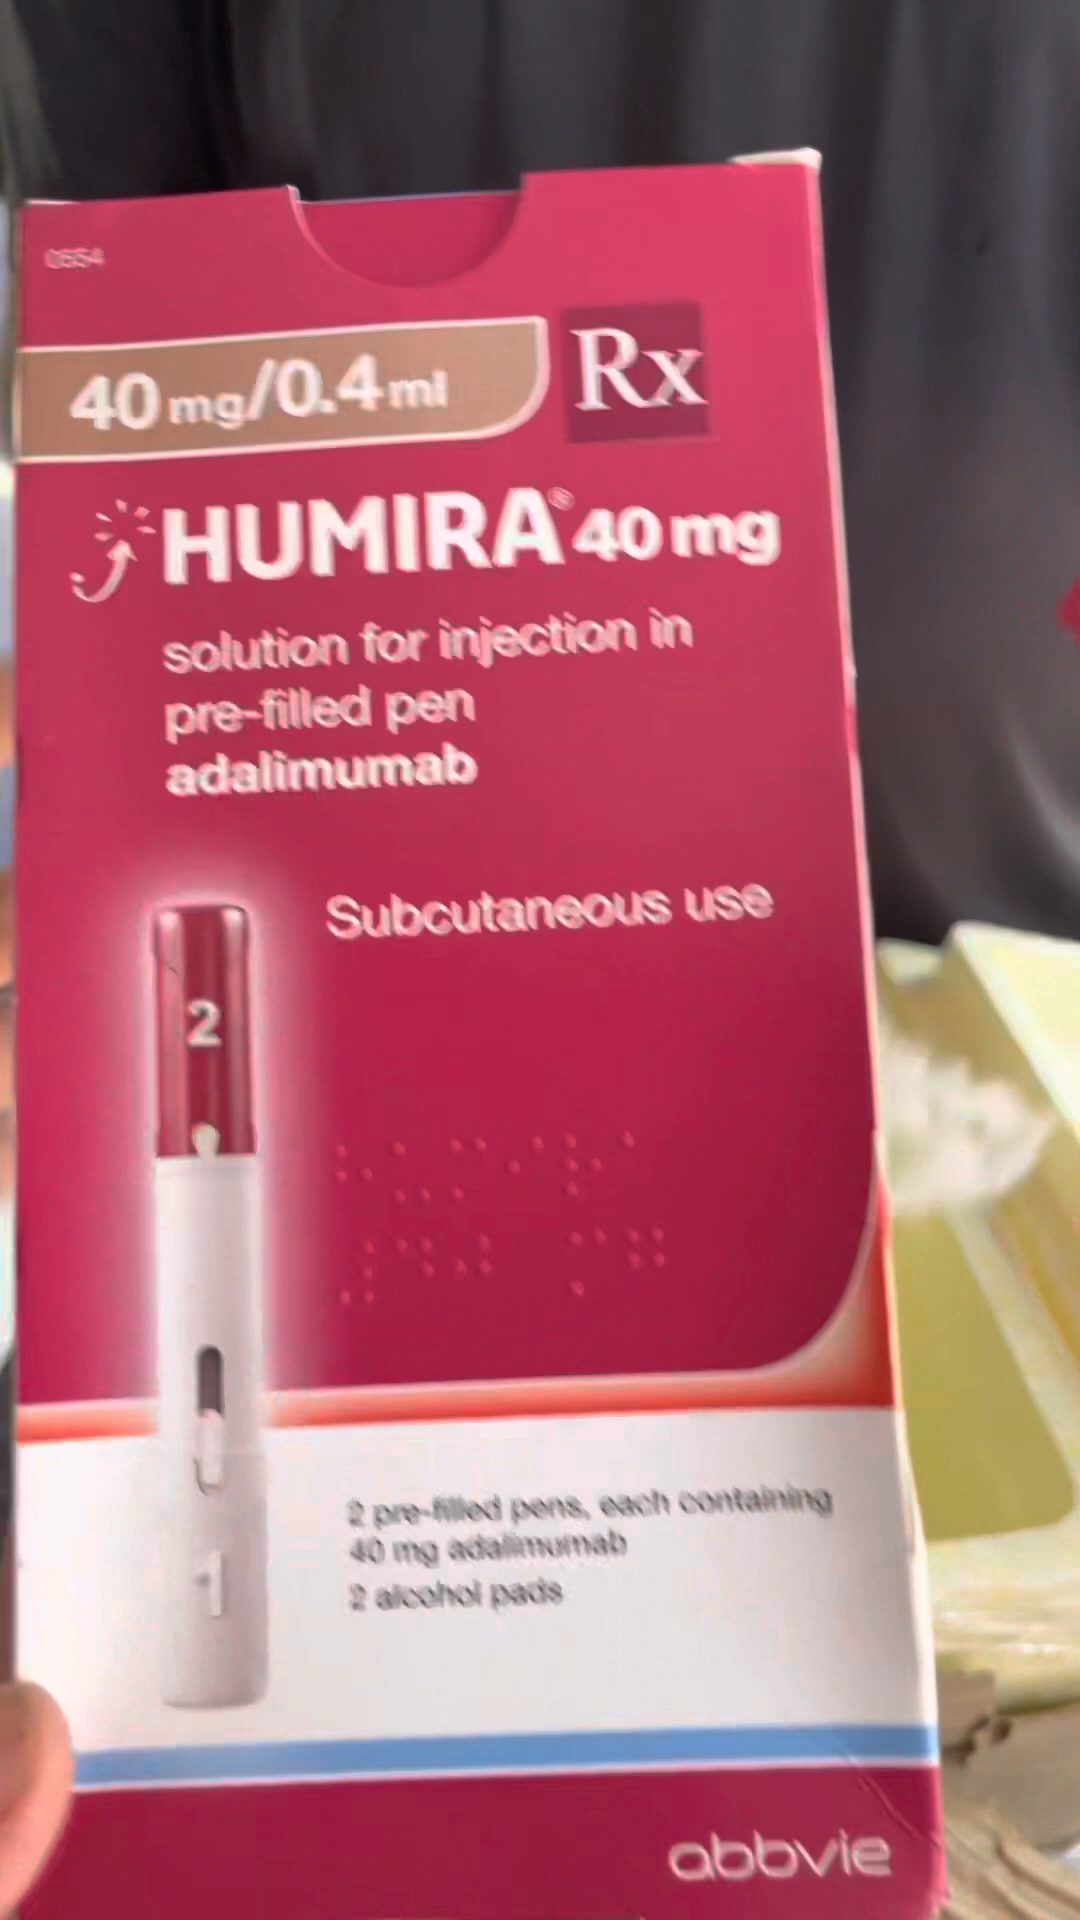 0554
40 mg/0.4 ml
Rx
HUMIRA® 40 mg
solution for injection in
pre-filled pen
adalimumab
Subcutaneous use
2
1
2 pre-filled pens, each containing
40 mg adalimumab
2 alcohol pads
abbvie